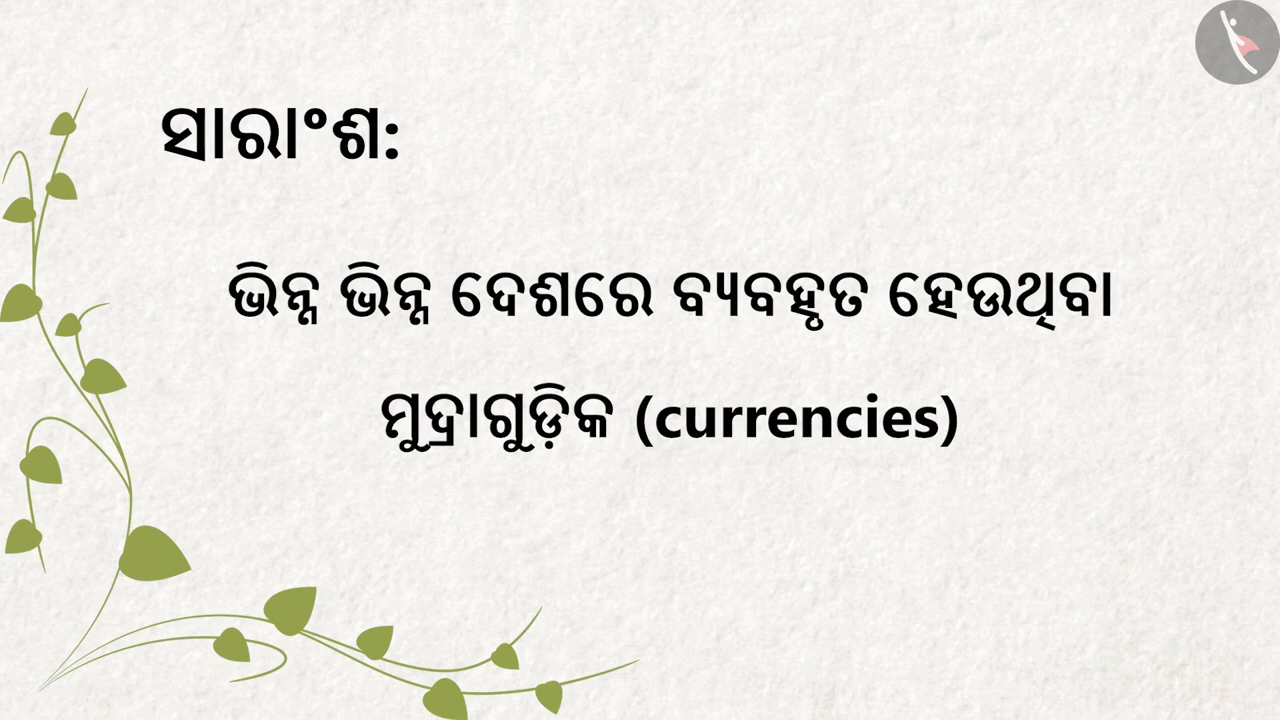 ସାରାଂଶ:
ଭିନ୍ନ ଭିନ୍ନ ଦେଶରେ ବ୍ୟବହୃତ ହେଉଥିବା
ମୁଦ୍ରାଗୁଡ଼ିକ (currencies)